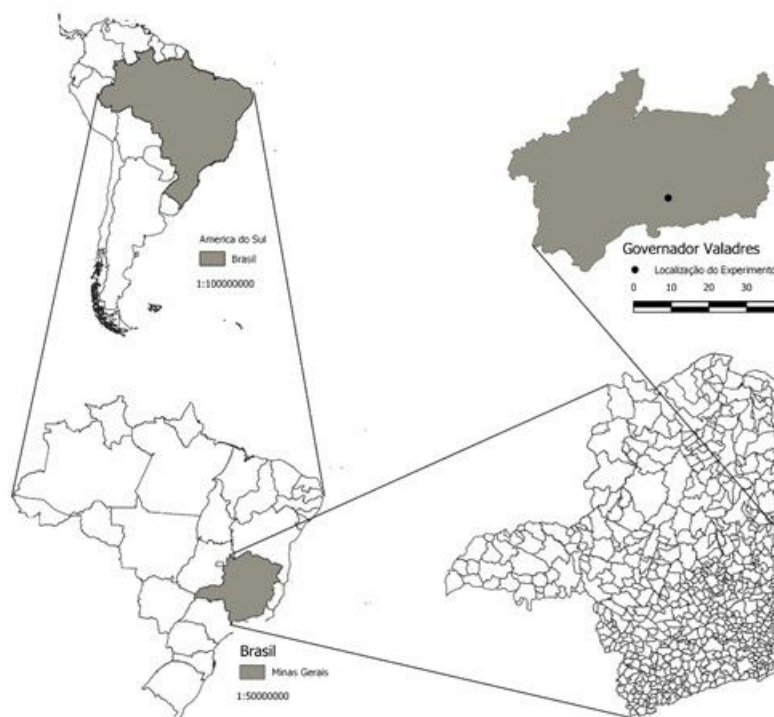 America do Sul
Brasil
1:100000000
Governador Valadres
Localização do Experimento
0 10 20 30
Brasil
Minas Gerais
1:50000000